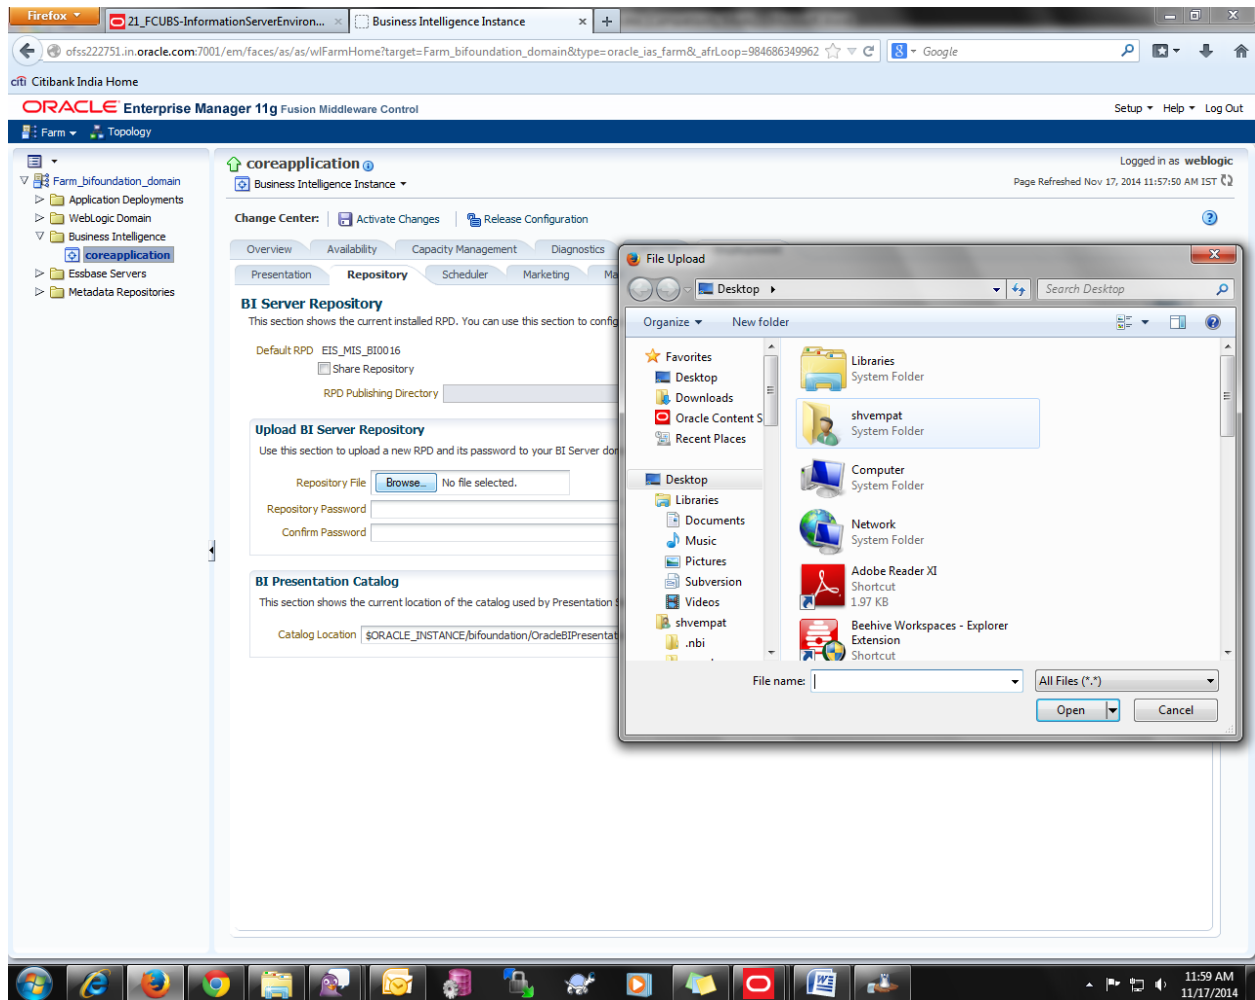 Firefox
21_FCUBS-InformationServerEnviron...
Business Intelligence Instance
ofss222751.in.oracle.com:7001/em/faces/as/as/wlFarmHome?target=Farm_bifoundation_domain&type=oracle_ias_farm&_afrLoop=984686349962
Google
citi Citibank India Home
ORACLE Enterprise Manager 11g Fusion Middleware Control
Setup Help Log Out
Farm Topology
Farm_bifoundation_domain
Application Deployments
WebLogic Domain
Business Intelligence
coreapplication
Essbase Servers
Metadata Repositories
coreapplication
Logged in as weblogic
Business Intelligence Instance
Page Refreshed Nov 17, 2014 11:57:50 AM IST
Change Center: Activate Changes Release Configuration
Overview Availability Capacity Management Diagnostics
Presentation Repository Scheduler Marketing Ma
BI Server Repository
This section shows the current installed RPD. You can use this section to config
Default RPD EIS_MIS_BI0016
Share Repository
RPD Publishing Directory
Upload BI Server Repository
Use this section to upload a new RPD and its password to your BI Server dom
Repository File Browse... No file selected.
Repository Password
Confirm Password
BI Presentation Catalog
This section shows the current location of the catalog used by Presentation S
Catalog Location $ORACLE_INSTANCE/bifoundation/OracleBIPresentat
File Upload
Desktop
Search Desktop
Organize New folder
Favorites
Desktop
Downloads
Oracle Content S
Recent Places
Desktop
Libraries
Documents
Music
Pictures
Subversion
Videos
shvempat
.nbi
Libraries
System Folder
shvempat
System Folder
Computer
System Folder
Network
System Folder
Adobe Reader XI
Shortcut
1.97 KB
Beehive Workspaces - Explorer
Extension
Shortcut
File name:
All Files (*.*)
Open Cancel
11:59 AM
11/17/2014